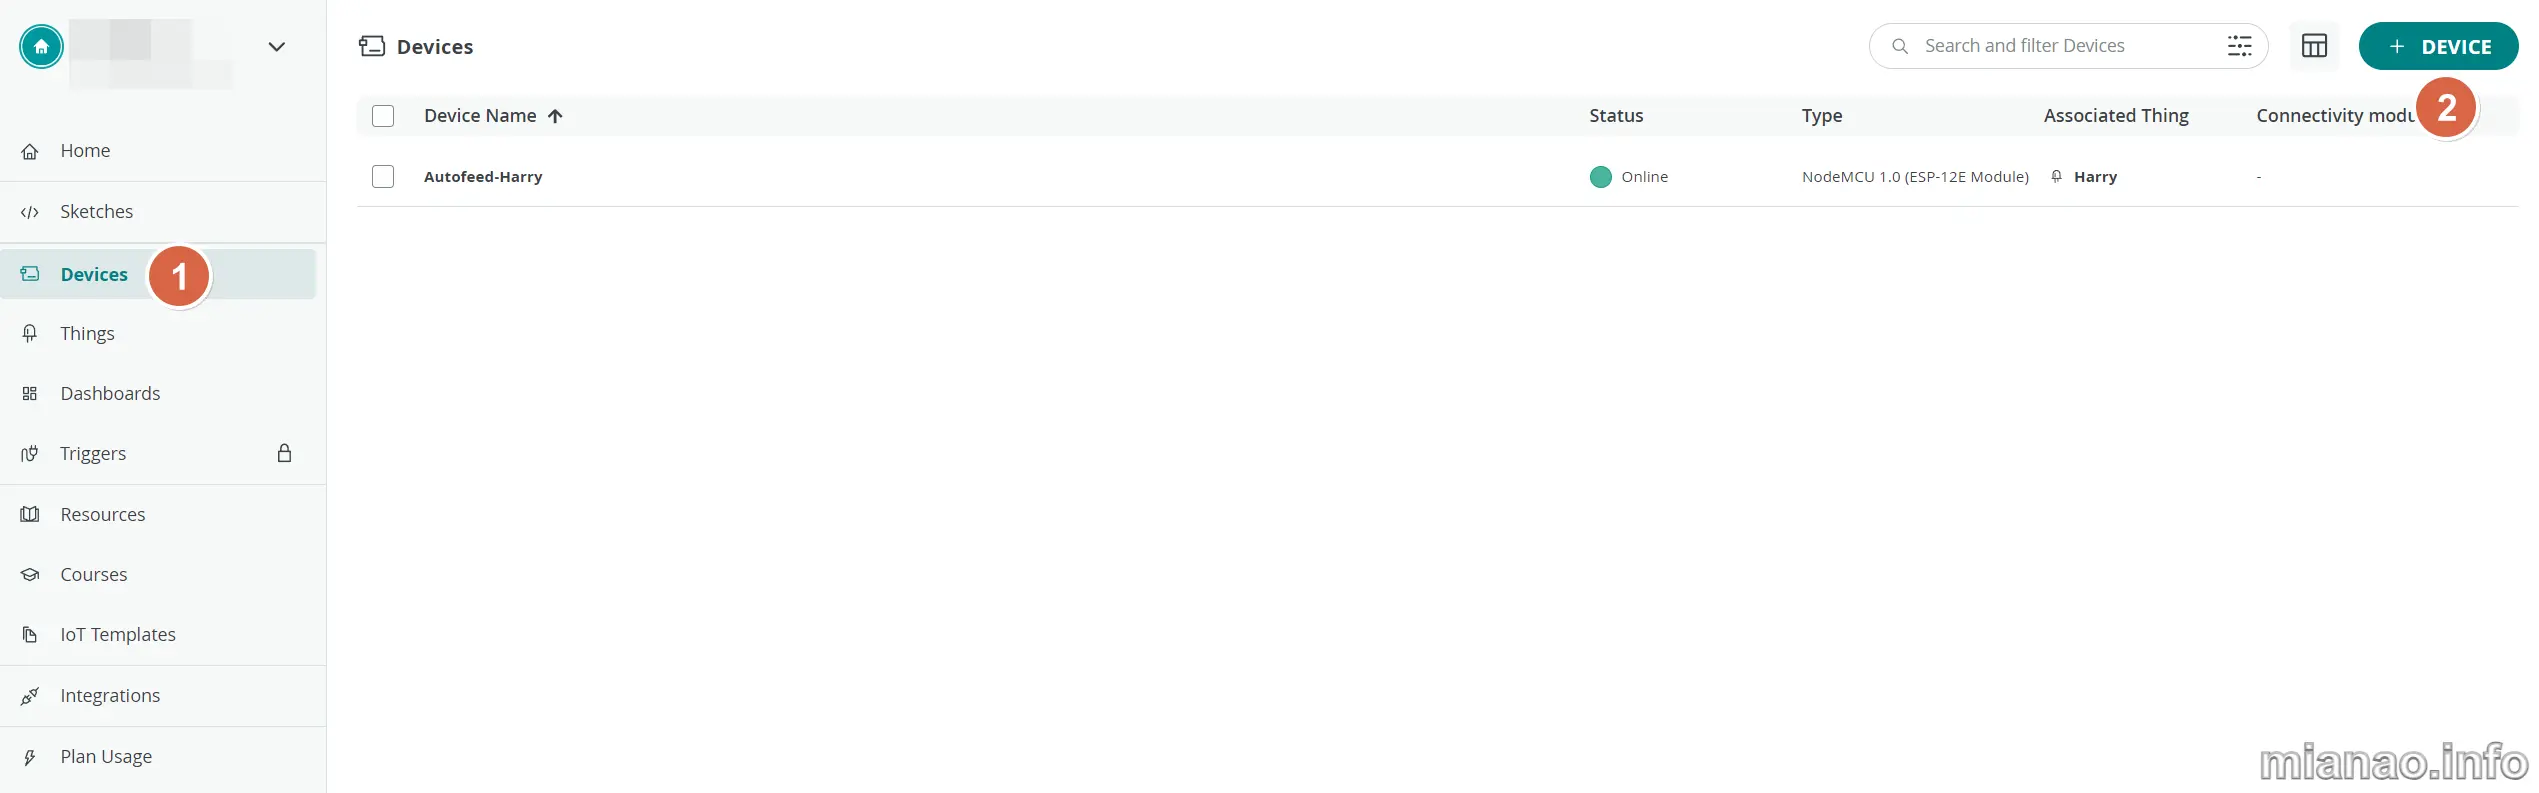 Devices
Search and filter Devices
+ DEVICE
Device Name
Status
Type
Associated Thing
Connectivity modu
2
Autofeed-Harry
Online
NodeMCU 1.0 (ESP-12E Module)
Harry
-
Home
Sketches
Devices
1
Things
Dashboards
Triggers
Resources
Courses
IoT Templates
Integrations
Plan Usage
mianao.info